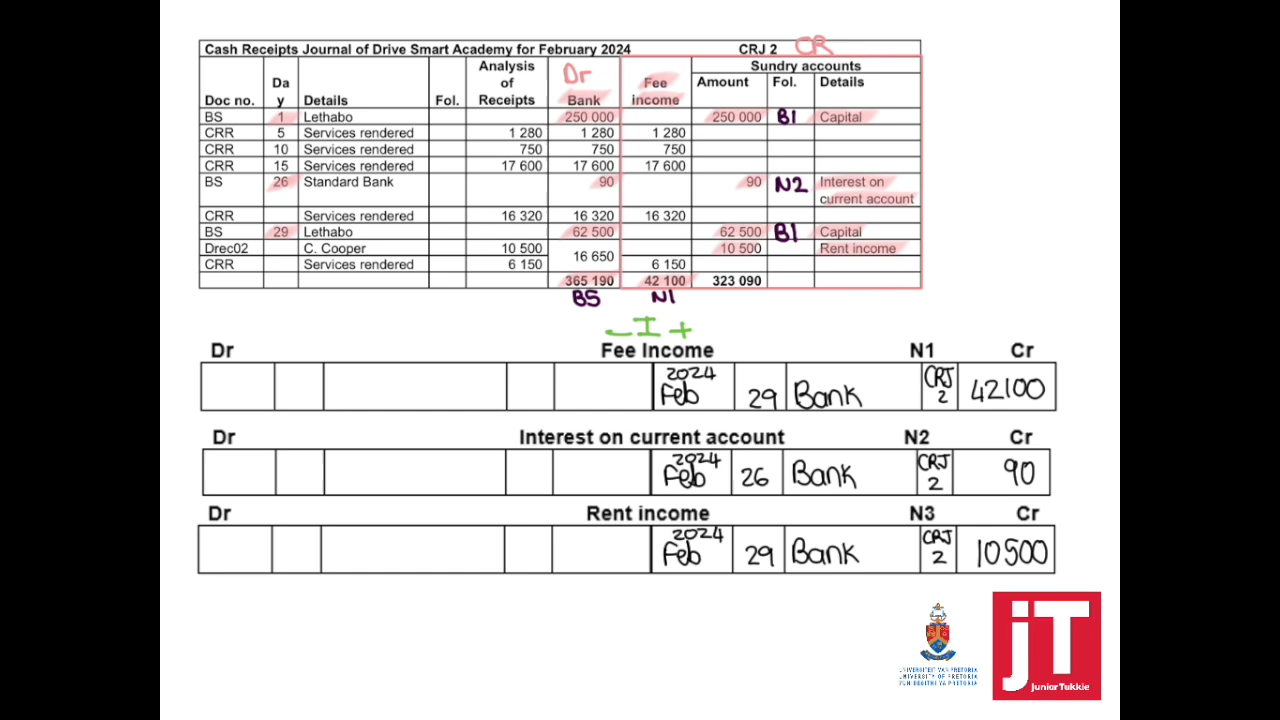 Cash Receipts Journal of Drive Smart Academy for February 2024 CRJ 2 CR
Doc no. Day Details Fol. Analysis of Receipts Dr Bank Fee income Sundry accounts
Amount Fol. Details
BS 1 Lethabo 250 000 250 000 B1 Capital
CRR 5 Services rendered 1 280 1 280 1 280
CRR 10 Services rendered 750 750 750
CRR 15 Services rendered 17 600 17 600 17 600
BS 26 Standard Bank 90 90 N2 Interest on
current account
CRR Services rendered 16 320 16 320 16 320
BS 29 Lethabo 62 500 62 500 B1 Capital
Drec02 C. Cooper 10 500 16 650 10 500 Rent income
CRR Services rendered 6 150 6 150
365 190 42 100 323 090
B5 N1
- I +
Dr Fee Income N1 Cr
2024 Feb 29 Bank CRJ 2 42100
Dr Interest on current account N2 Cr
2024 Feb 26 Bank CRJ 2 90
Dr Rent income N3 Cr
2024 Feb 29 Bank CRJ 2 10500
UNIVERSITEIT VAN PRETORIA
UNIVERSITY OF PRETORIA
YUNIBESITHI YA PRETORIA
jT
JuniorTukkie